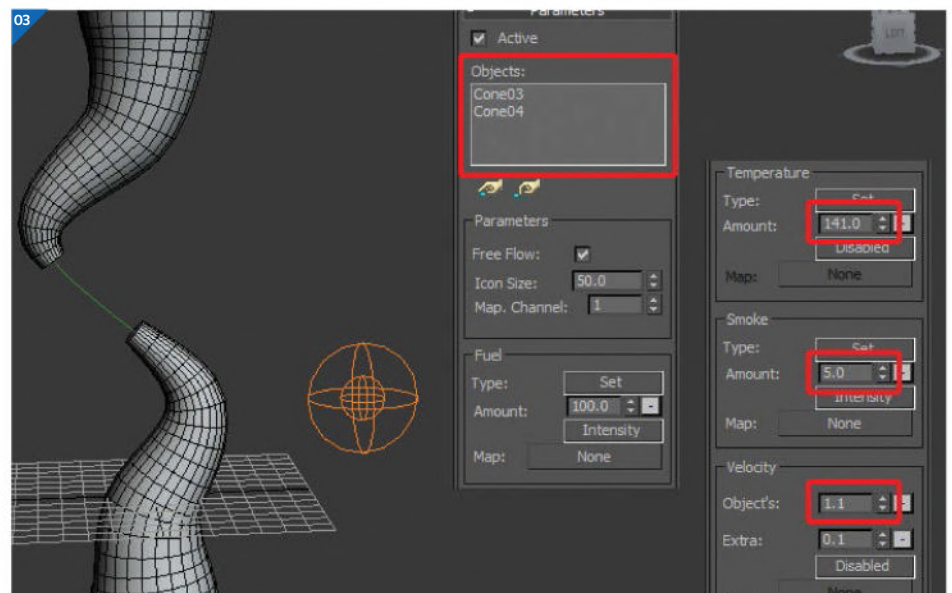 03
Parameters
Active
Objects:
Cone03
Cone04
Parameters
Free Flow:
Icon Size: 50.0
Map. Channel: 1
Fuel
Type: Set
Amount: 100.0 -
Intensity
Map: None
LEFT
Temperature
Type: Set
Amount: 141.0 -
Disabled
Map: None
Smoke
Type: Set
Amount: 5.0 -
Intensity
Map: None
Velocity
Object's: 1.1 -
Extra: 0.1 -
Disabled
None